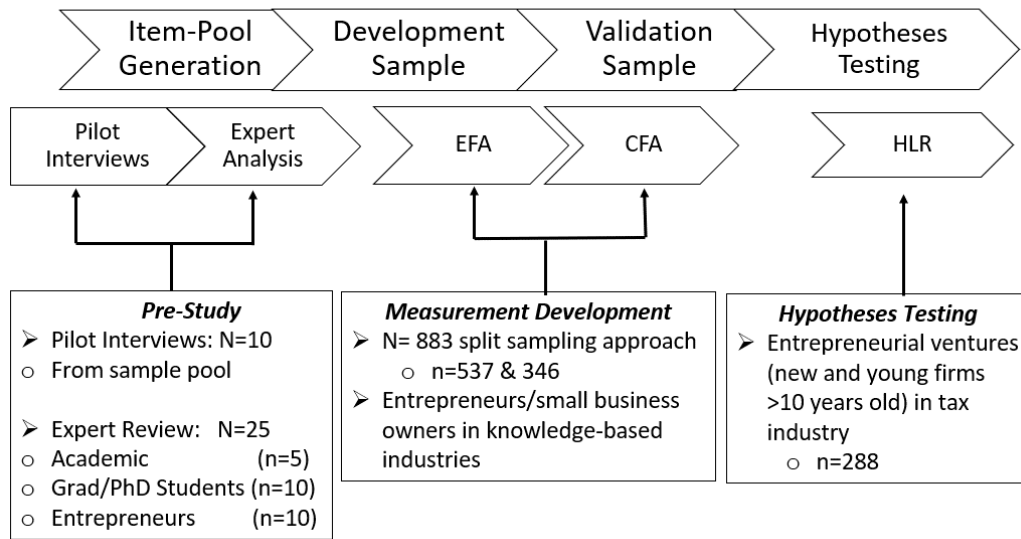 Item-Pool
Generation
Development
Sample
Validation
Sample
Hypotheses
Testing
Pilot
Interviews
Expert
Analysis
EFA
CFA
HLR
Pre-Study
➢ Pilot Interviews: N=10
o From sample pool
➢ Expert Review: N=25
o Academic (n=5)
o Grad/PhD Students (n=10)
o Entrepreneurs (n=10)
Measurement Development
➢ N= 883 split sampling approach
o n=537 & 346
➢ Entrepreneurs/small business
owners in knowledge-based
industries
Hypotheses Testing
➢ Entrepreneurial ventures
(new and young firms
>10 years old) in tax
industry
o n=288